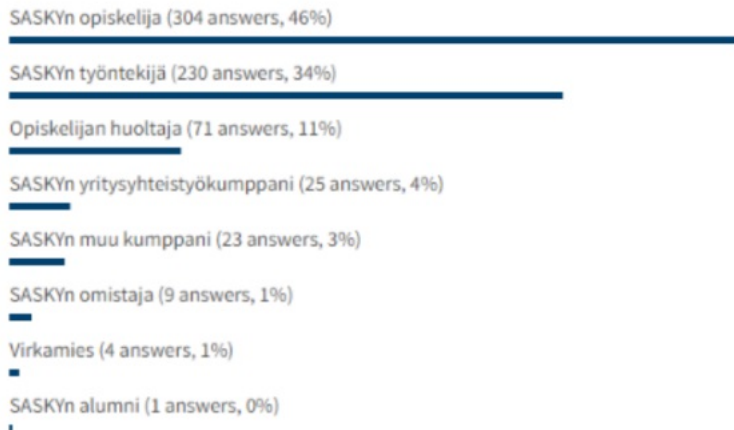 SASKYn opiskelija (304 answers, 46%)
SASKYn työntekijä (230 answers, 34%)
Opiskelijan huoltaja (71 answers, 11%)
SASKYn yritysyhteistyökumppani (25 answers, 4%)
SASKYn muu kumppani (23 answers, 3%)
SASKYn omistaja (9 answers, 1%)
Virkamies (4 answers, 1%)
SASKYn alumni (1 answers, 0%)